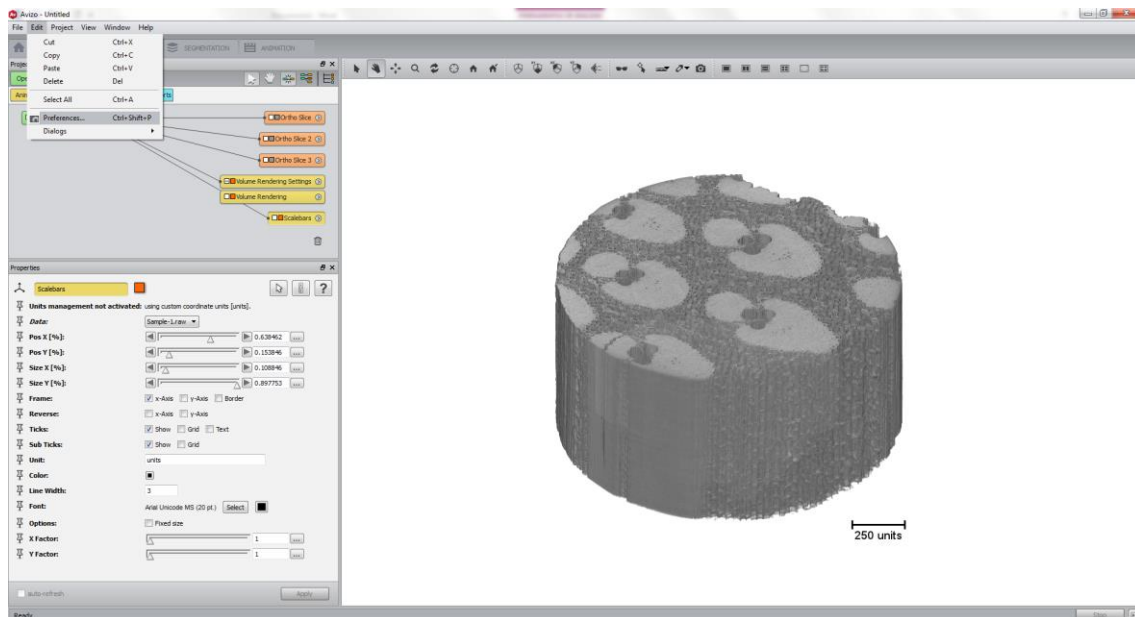 Avizo - Untitled
File Edit Project View Window Help
Cut Ctrl+X
Copy Ctrl+C
Paste Ctrl+V
Delete Del
Select All Ctrl+A
Preferences... Ctrl+Shift+P
Dialogs
SEGMENTATION ANIMATION
Ortho Slice
Ortho Slice 2
Ortho Slice 3
Volume Rendering Settings
Volume Rendering
Scalebars
Properties
Scalebars
Units management not activated: using custom coordinate units [units].
Data: Sample-1.raw
Pos X [%]: 0.638462
Pos Y [%]: 0.153846
Size X [%]: 0.108846
Size Y [%]: 0.897753
Frame: x-Axis y-Axis Border
Reverse: x-Axis y-Axis
Ticks: Show Grid Text
Sub Ticks: Show Grid
Unit: units
Color:
Line Width: 3
Font: Arial Unicode MS (20 pt.) Select
Options: Fixed size
X Factor: 1
Y Factor: 1
auto-refresh Apply
Ready
250 units